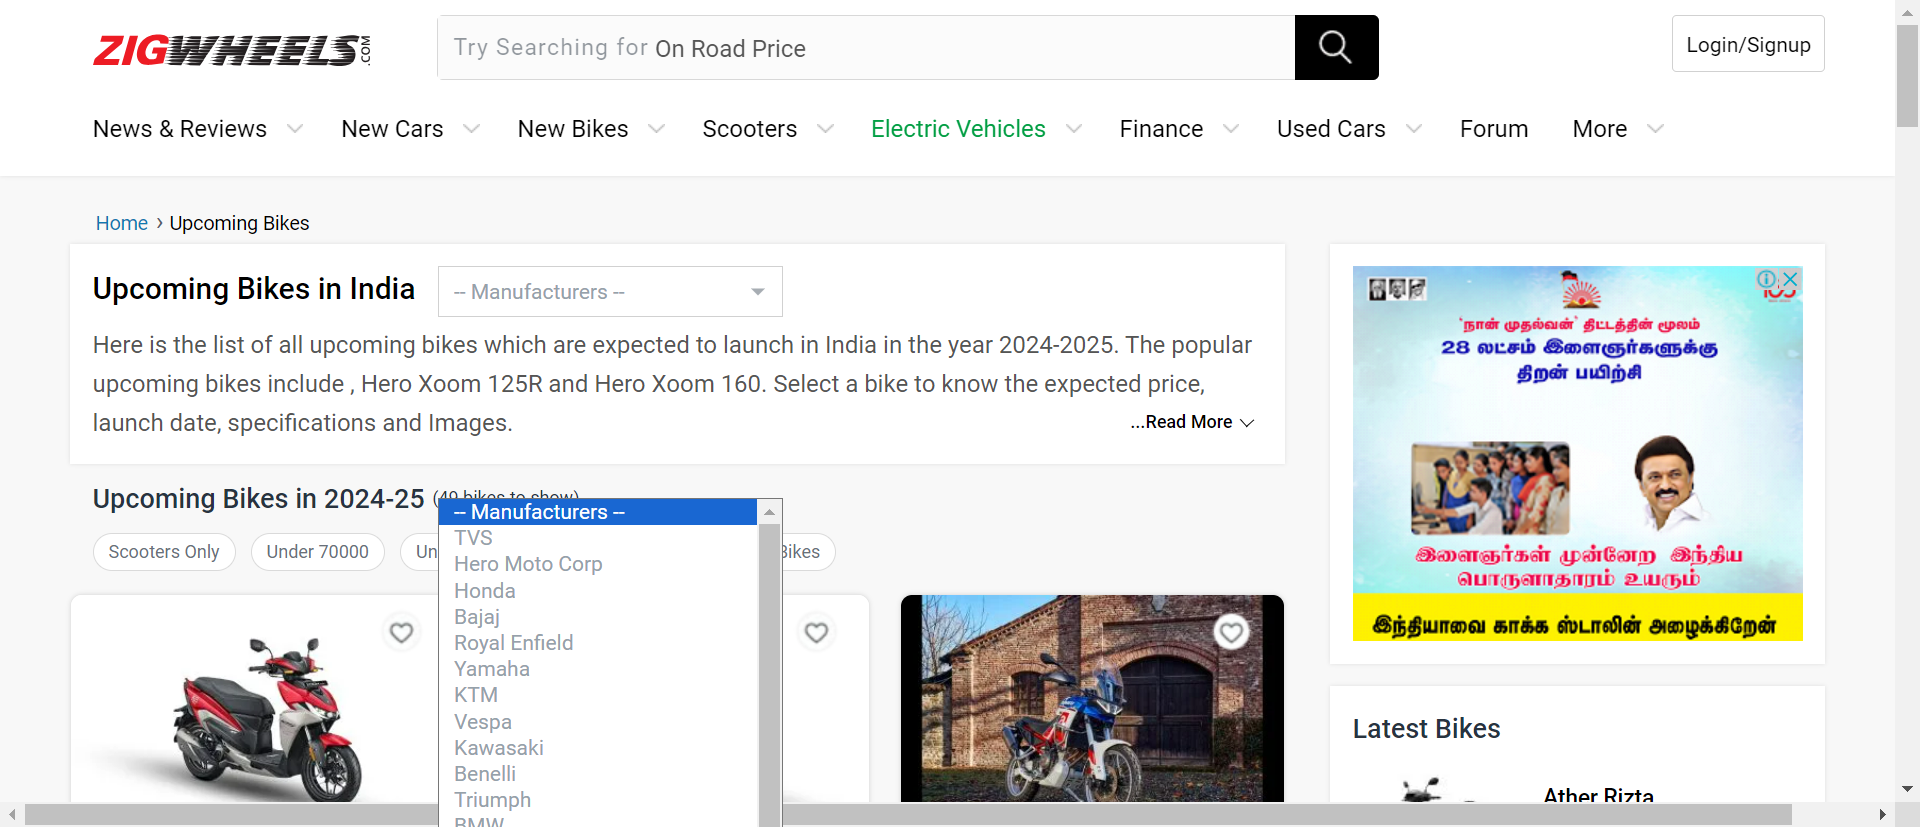 ZIGWHEELS.COM
Try Searching for On Road Price
Login/Signup
News & Reviews
New Cars
New Bikes
Scooters
Electric Vehicles
Finance
Used Cars
Forum
More
Home › Upcoming Bikes
Upcoming Bikes in India
-- Manufacturers --
Here is the list of all upcoming bikes which are expected to launch in India in the year 2024-2025. The popular
upcoming bikes include , Hero Xoom 125R and Hero Xoom 160. Select a bike to know the expected price,
launch date, specifications and Images.
...Read More
Upcoming Bikes in 2024-25 (49 bikes to show)
Scooters Only
Under 70000
Un
Bikes
-- Manufacturers --
TVS
Hero Moto Corp
Honda
Bajaj
Royal Enfield
Yamaha
KTM
Vespa
Kawasaki
Benelli
Triumph
BMW
'நான் முதல்வன்' திட்டத்தின் மூலம்
28 லட்சம் இளைஞர்களுக்கு
திறன் பயிற்சி
இளைஞர்கள் முன்னேற இந்திய
பொருளாதாரம் உயரும்
இந்தியாவை காக்க ஸ்டாலின் அழைக்கிறேன்
Latest Bikes
Ather Rizta